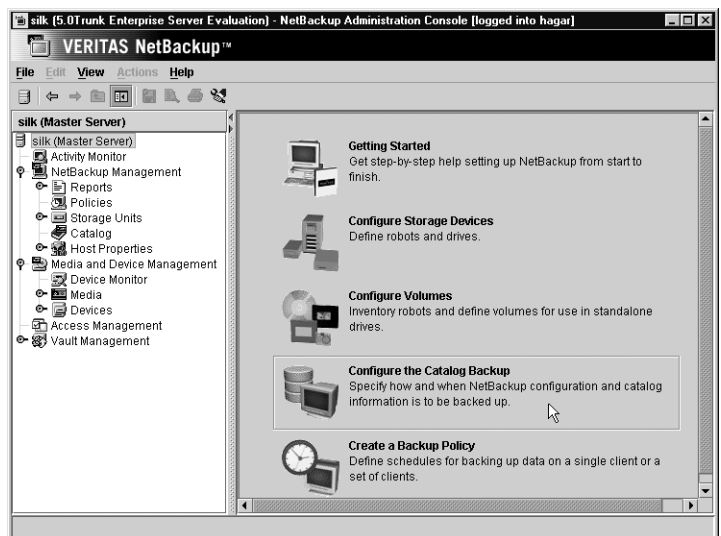 silk (5.0Trunk Enterprise Server Evaluation) - NetBackup Administration Console [logged into hagar]
VERITAS NetBackup™
File Edit View Actions Help
silk (Master Server)
silk (Master Server)
Activity Monitor
NetBackup Management
Reports
Policies
Storage Units
Catalog
Host Properties
Media and Device Management
Device Monitor
Media
Devices
Access Management
Vault Management
Getting Started
Get step-by-step help setting up NetBackup from start to
finish.
Configure Storage Devices
Define robots and drives.
Configure Volumes
Inventory robots and define volumes for use in standalone
drives.
Configure the Catalog Backup
Specify how and when NetBackup configuration and catalog
information is to be backed up.
Create a Backup Policy
Define schedules for backing up data on a single client or a
set of clients.